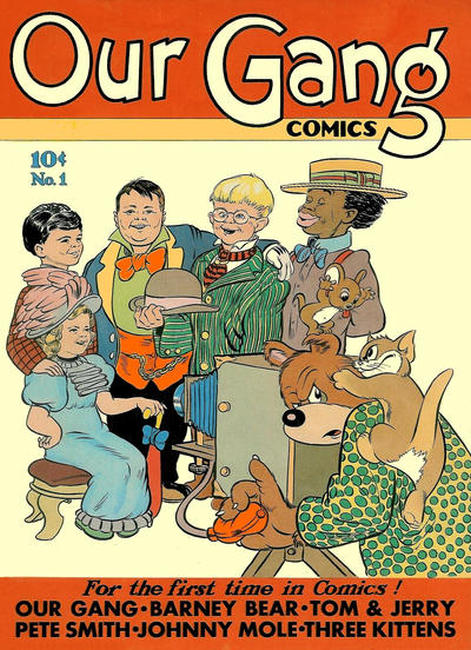 Our Gang
COMICS
10¢
No. 1
For the first time in Comics!
OUR GANG•BARNEY BEAR•TOM & JERRY
PETE SMITH•JOHNNY MOLE•THREE KITTENS